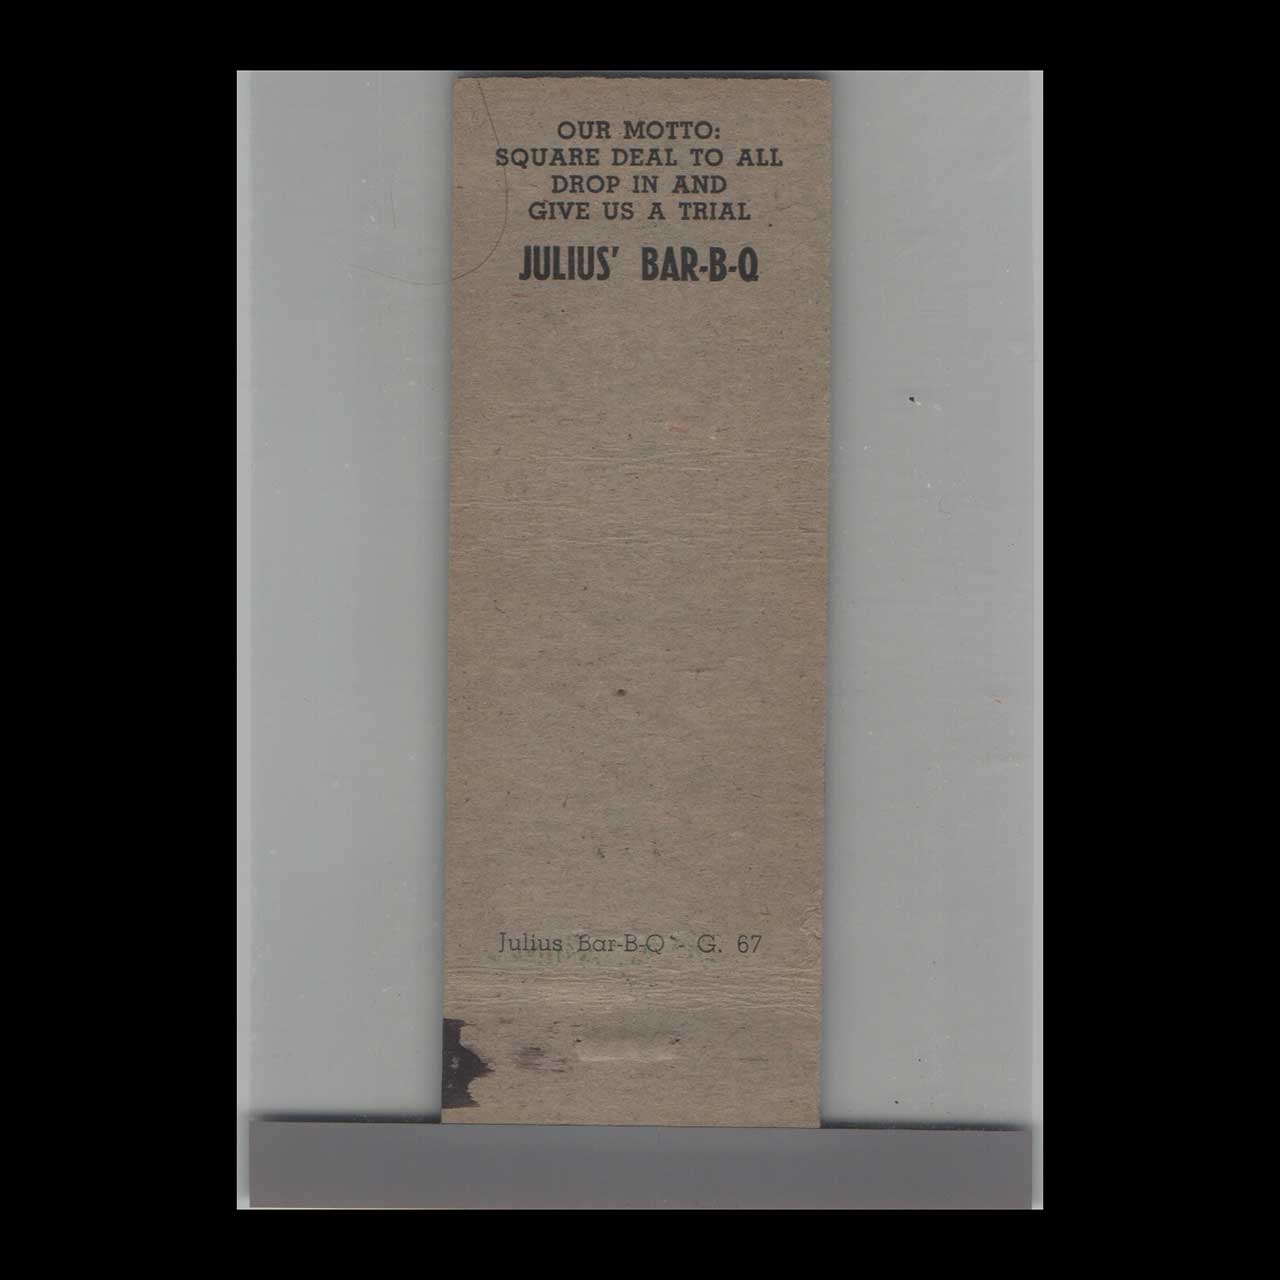 OUR MOTTO:
SQUARE DEAL TO ALL
DROP IN AND
GIVE US A TRIAL
JULIUS' BAR-B-Q
Julius Bar-B-Q - G. 67